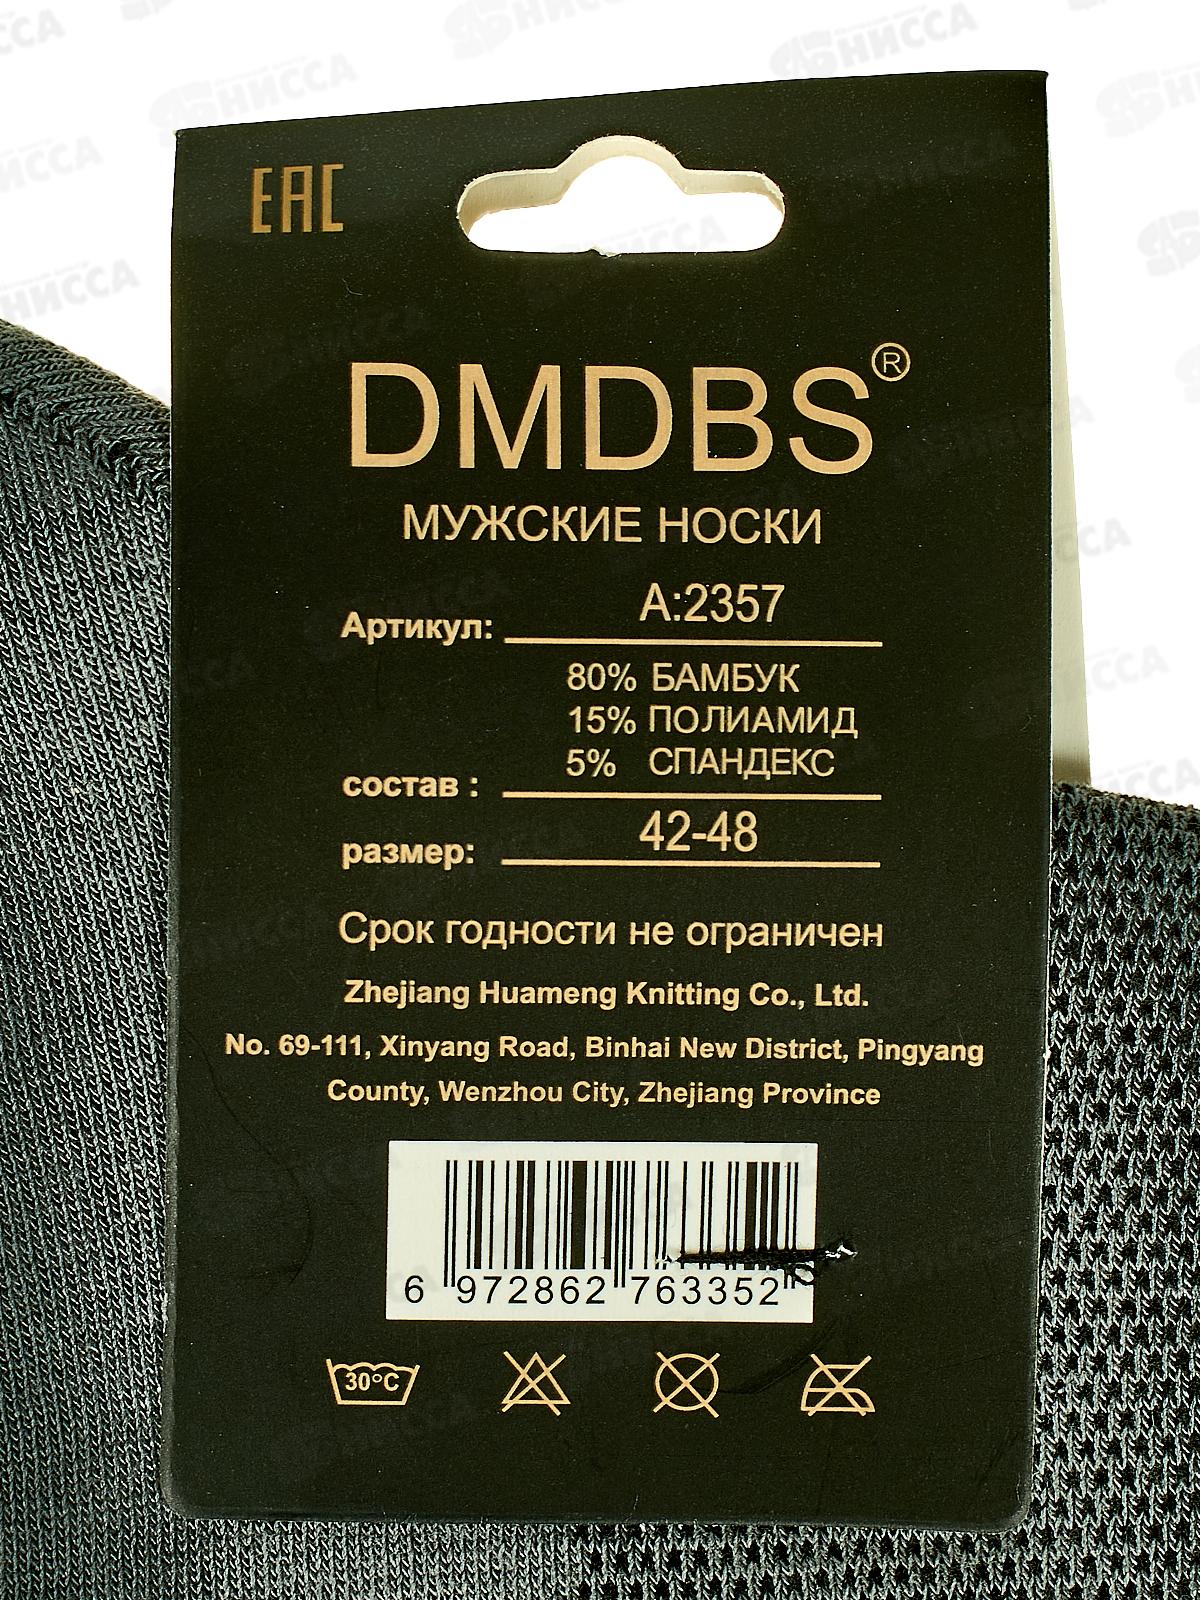 EAC
DMDBS®
МУЖСКИЕ НОСКИ
Артикул: А:2357
80% БАМБУК
15% ПОЛИАМИД
5% СПАНДЕКС
состав :
размер: 42-48
Срок годности не ограничен
Zhejiang Huameng Knitting Co., Ltd.
No. 69-111, Xinyang Road, Binhai New District, Pingyang
County, Wenzhou City, Zhejiang Province
6 972862 763352
30°C
НИССА